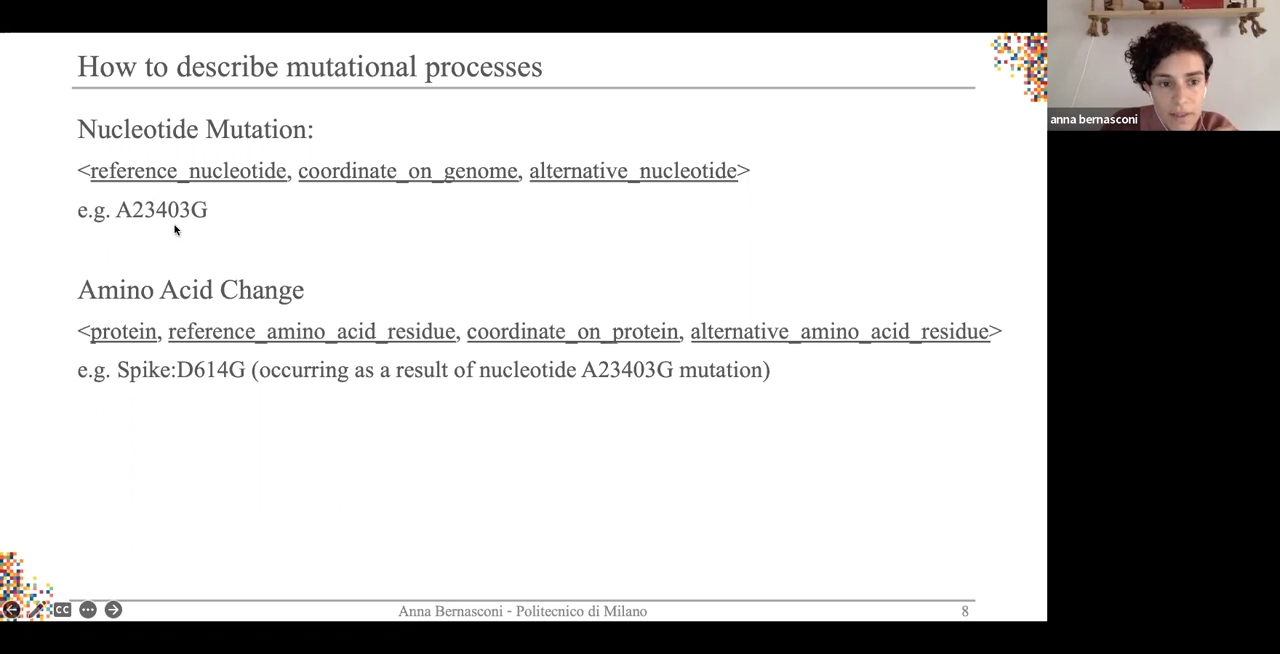 How to describe mutational processes
Nucleotide Mutation:
<reference_nucleotide, coordinate_on_genome, alternative_nucleotide>
e.g. A23403G
Amino Acid Change
<protein, reference_amino_acid_residue, coordinate_on_protein, alternative_amino_acid_residue>
e.g. Spike:D614G (occurring as a result of nucleotide A23403G mutation)
CC
Anna Bernasconi - Politecnico di Milano
8
anna bernasconi